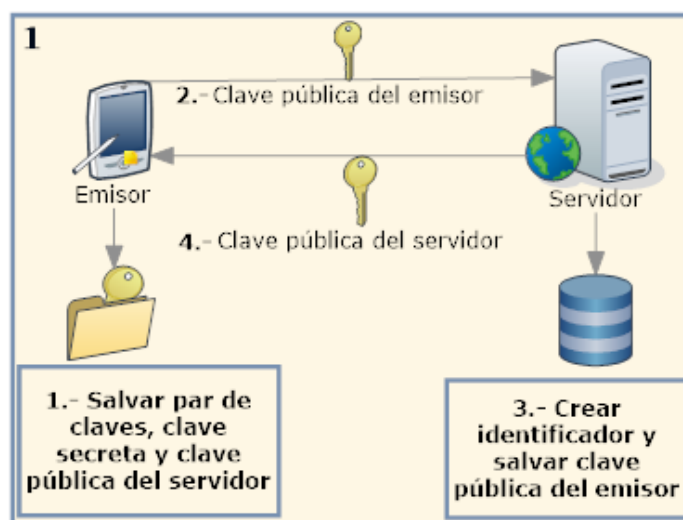 1
2.- Clave pública del emisor
Emisor
Servidor
4.- Clave pública del servidor
1.- Salvar par de
claves, clave
secreta y clave
pública del servidor
3.- Crear
identificador y
salvar clave
pública del emisor